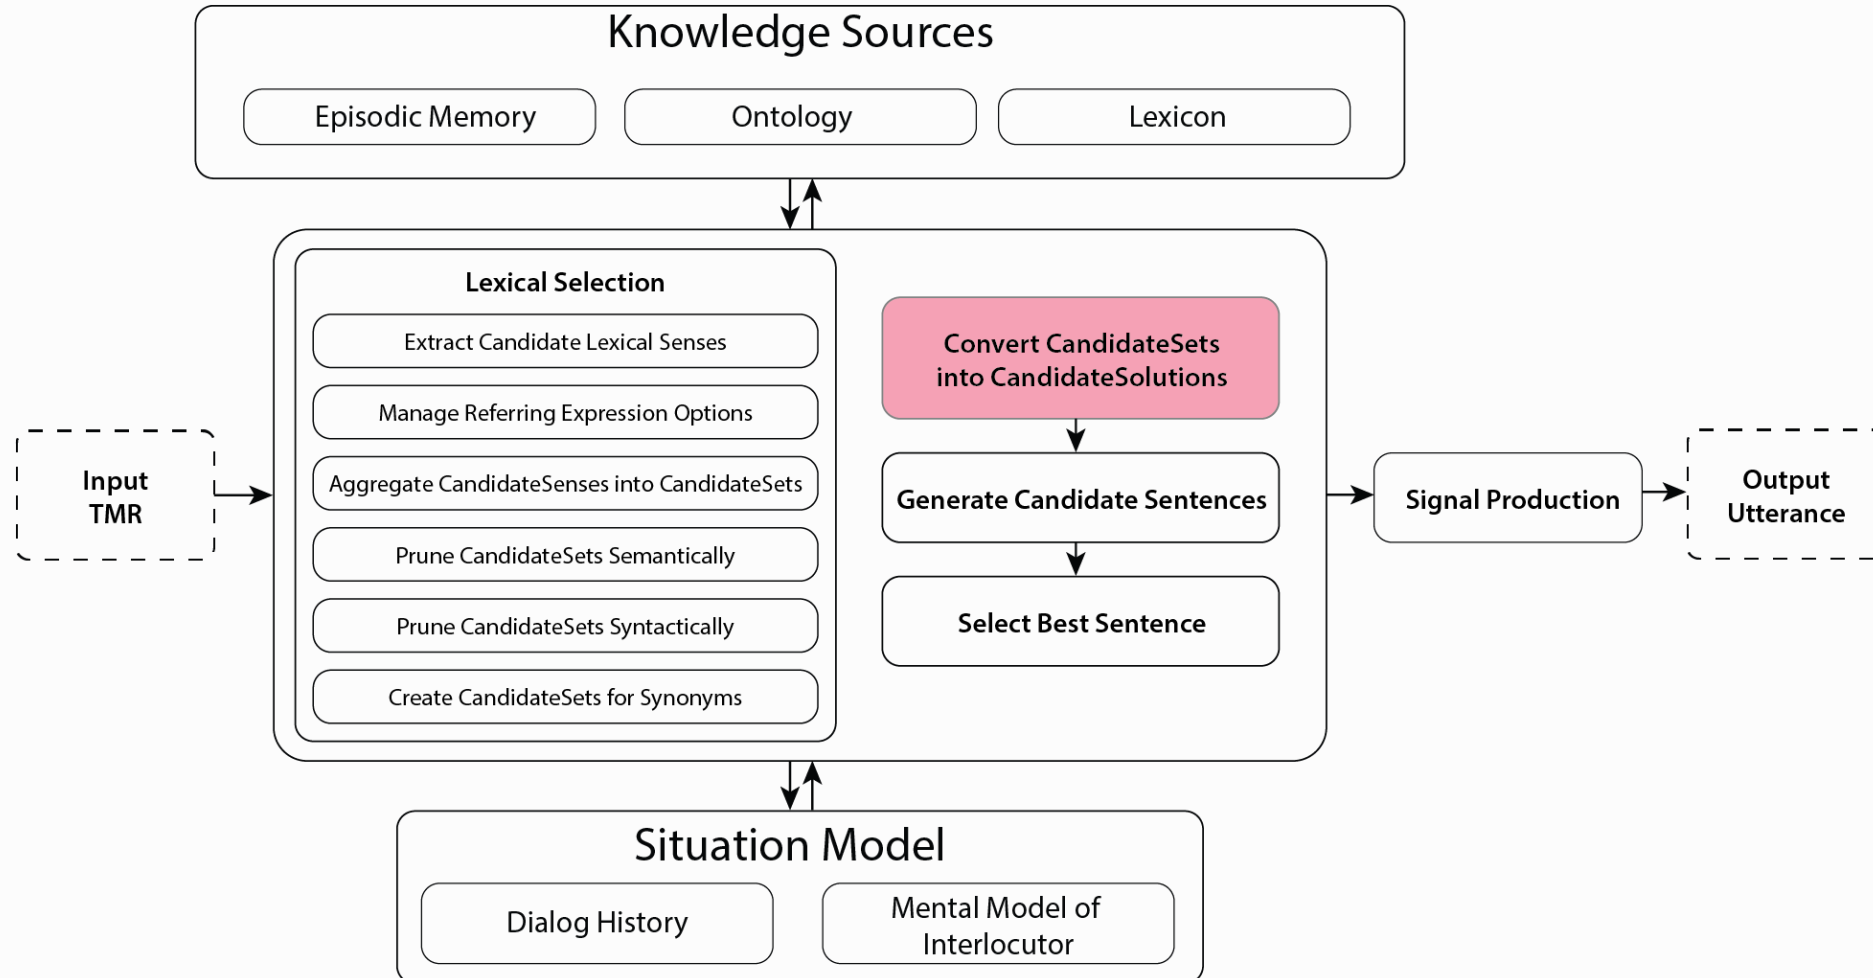 Knowledge Sources
Episodic Memory
Ontology
Lexicon
Lexical Selection
Extract Candidate Lexical Senses
Manage Referring Expression Options
Aggregate CandidateSenses into CandidateSets
Prune CandidateSets Semantically
Prune CandidateSets Syntactically
Create CandidateSets for Synonyms
Convert CandidateSets
into CandidateSolutions
Generate Candidate Sentences
Select Best Sentence
Input
TMR
Signal Production
Output
Utterance
Situation Model
Dialog History
Mental Model of
Interlocutor